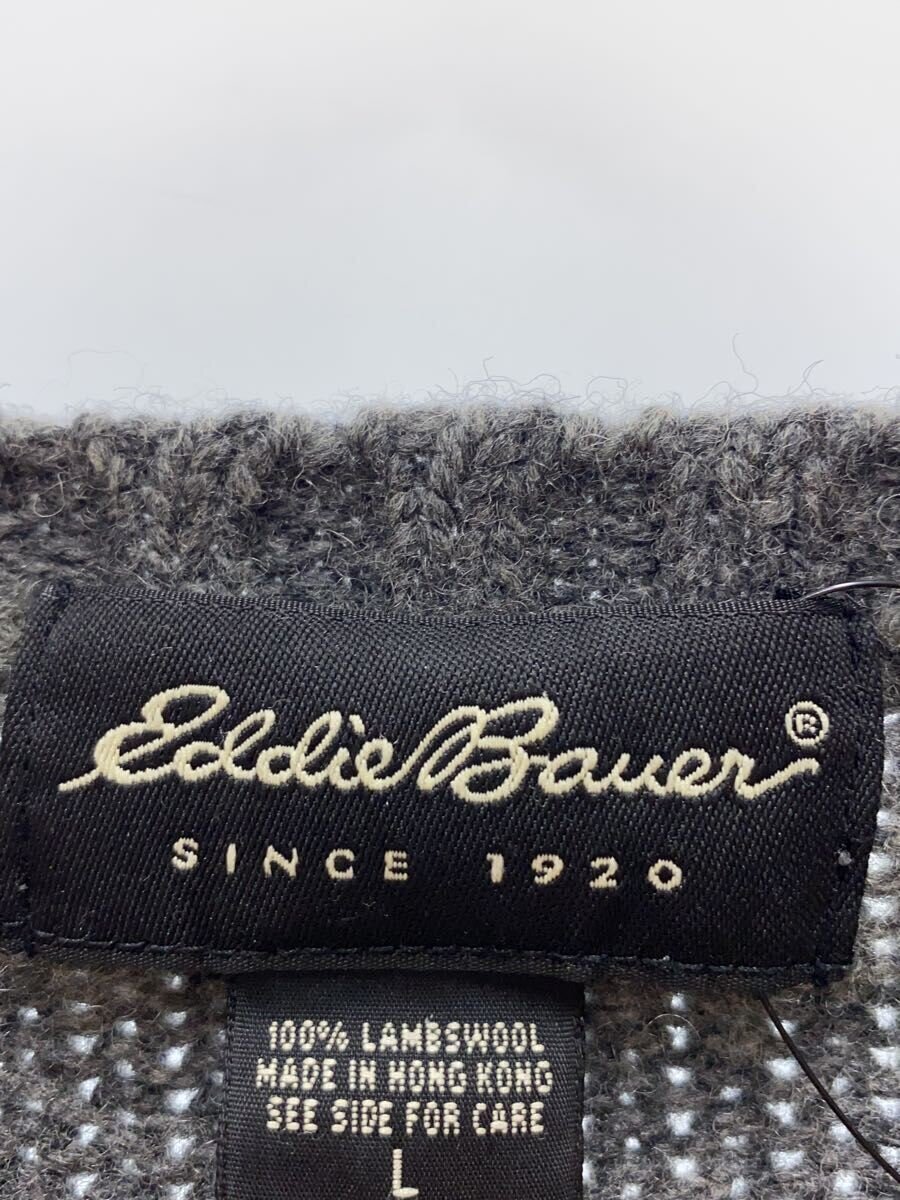 Eddie Bauer®
SINCE 1920
100% LAMBSWOOL
MADE IN HONG KONG
SEE SIDE FOR CARE
L